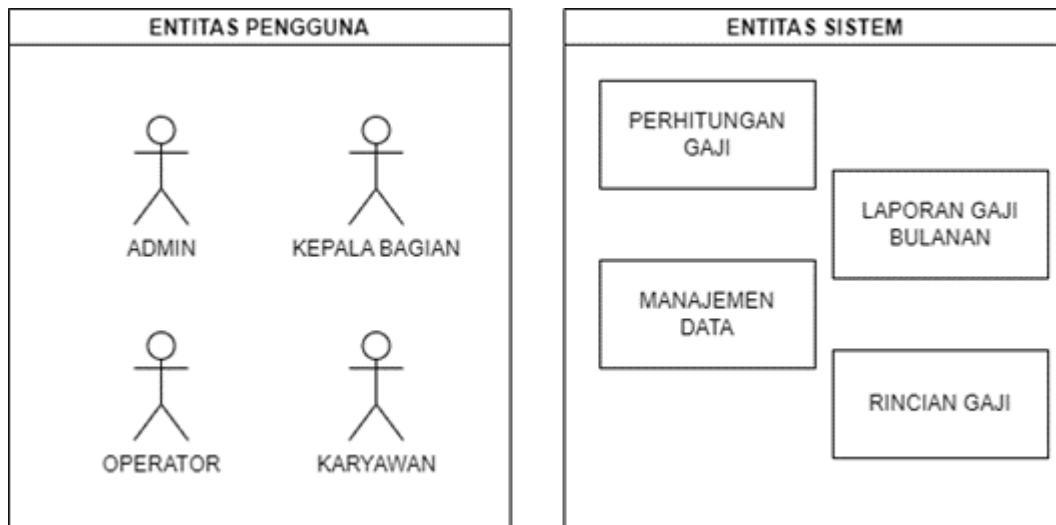 ENTITAS PENGGUNA
ADMIN
KEPALA BAGIAN
OPERATOR
KARYAWAN
ENTITAS SISTEM
PERHITUNGAN
GAJI
LAPORAN GAJI
BULANAN
MANAJEMEN
DATA
RINCIAN GAJI